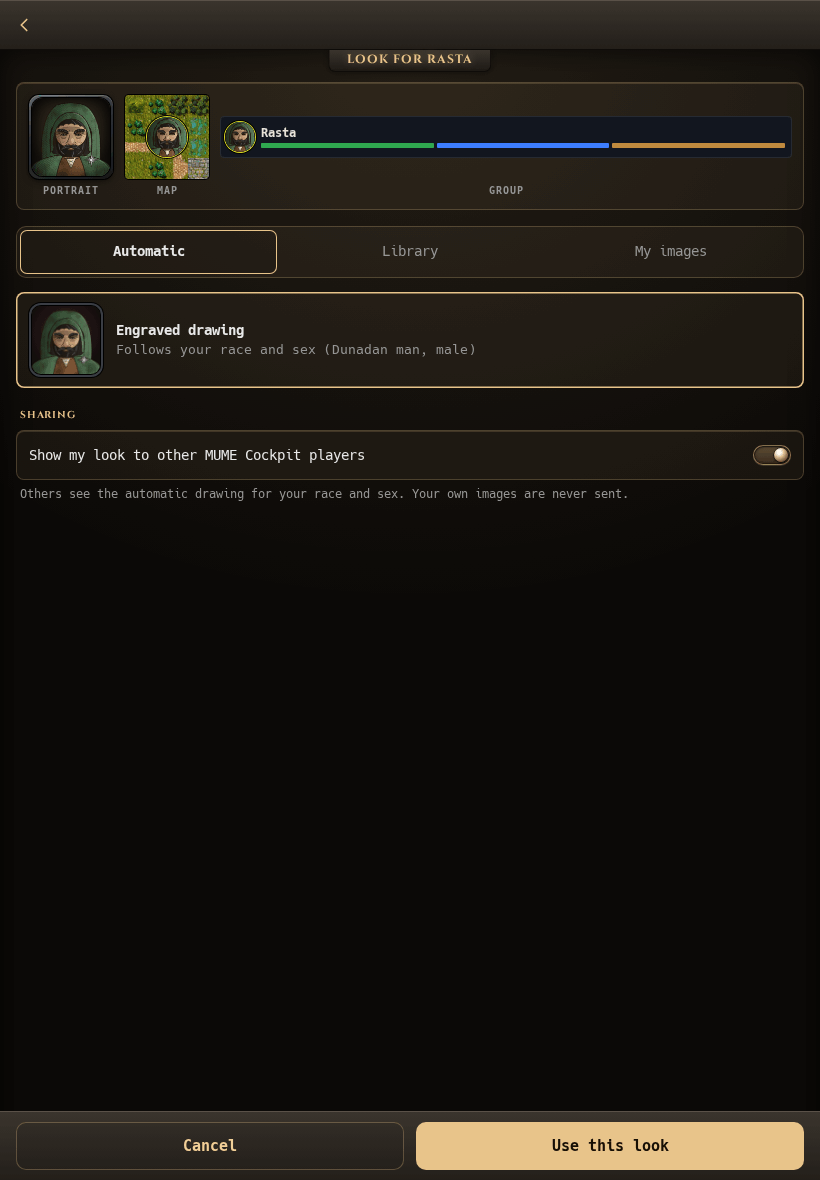 LOOK FOR RASTA
Rasta
PORTRAIT
MAP
GROUP
Automatic
Library
My images
Engraved drawing
Follows your race and sex (Dunadan man, male)
SHARING
Show my look to other MUME Cockpit players
Others see the automatic drawing for your race and sex. Your own images are never sent.
Cancel
Use this look